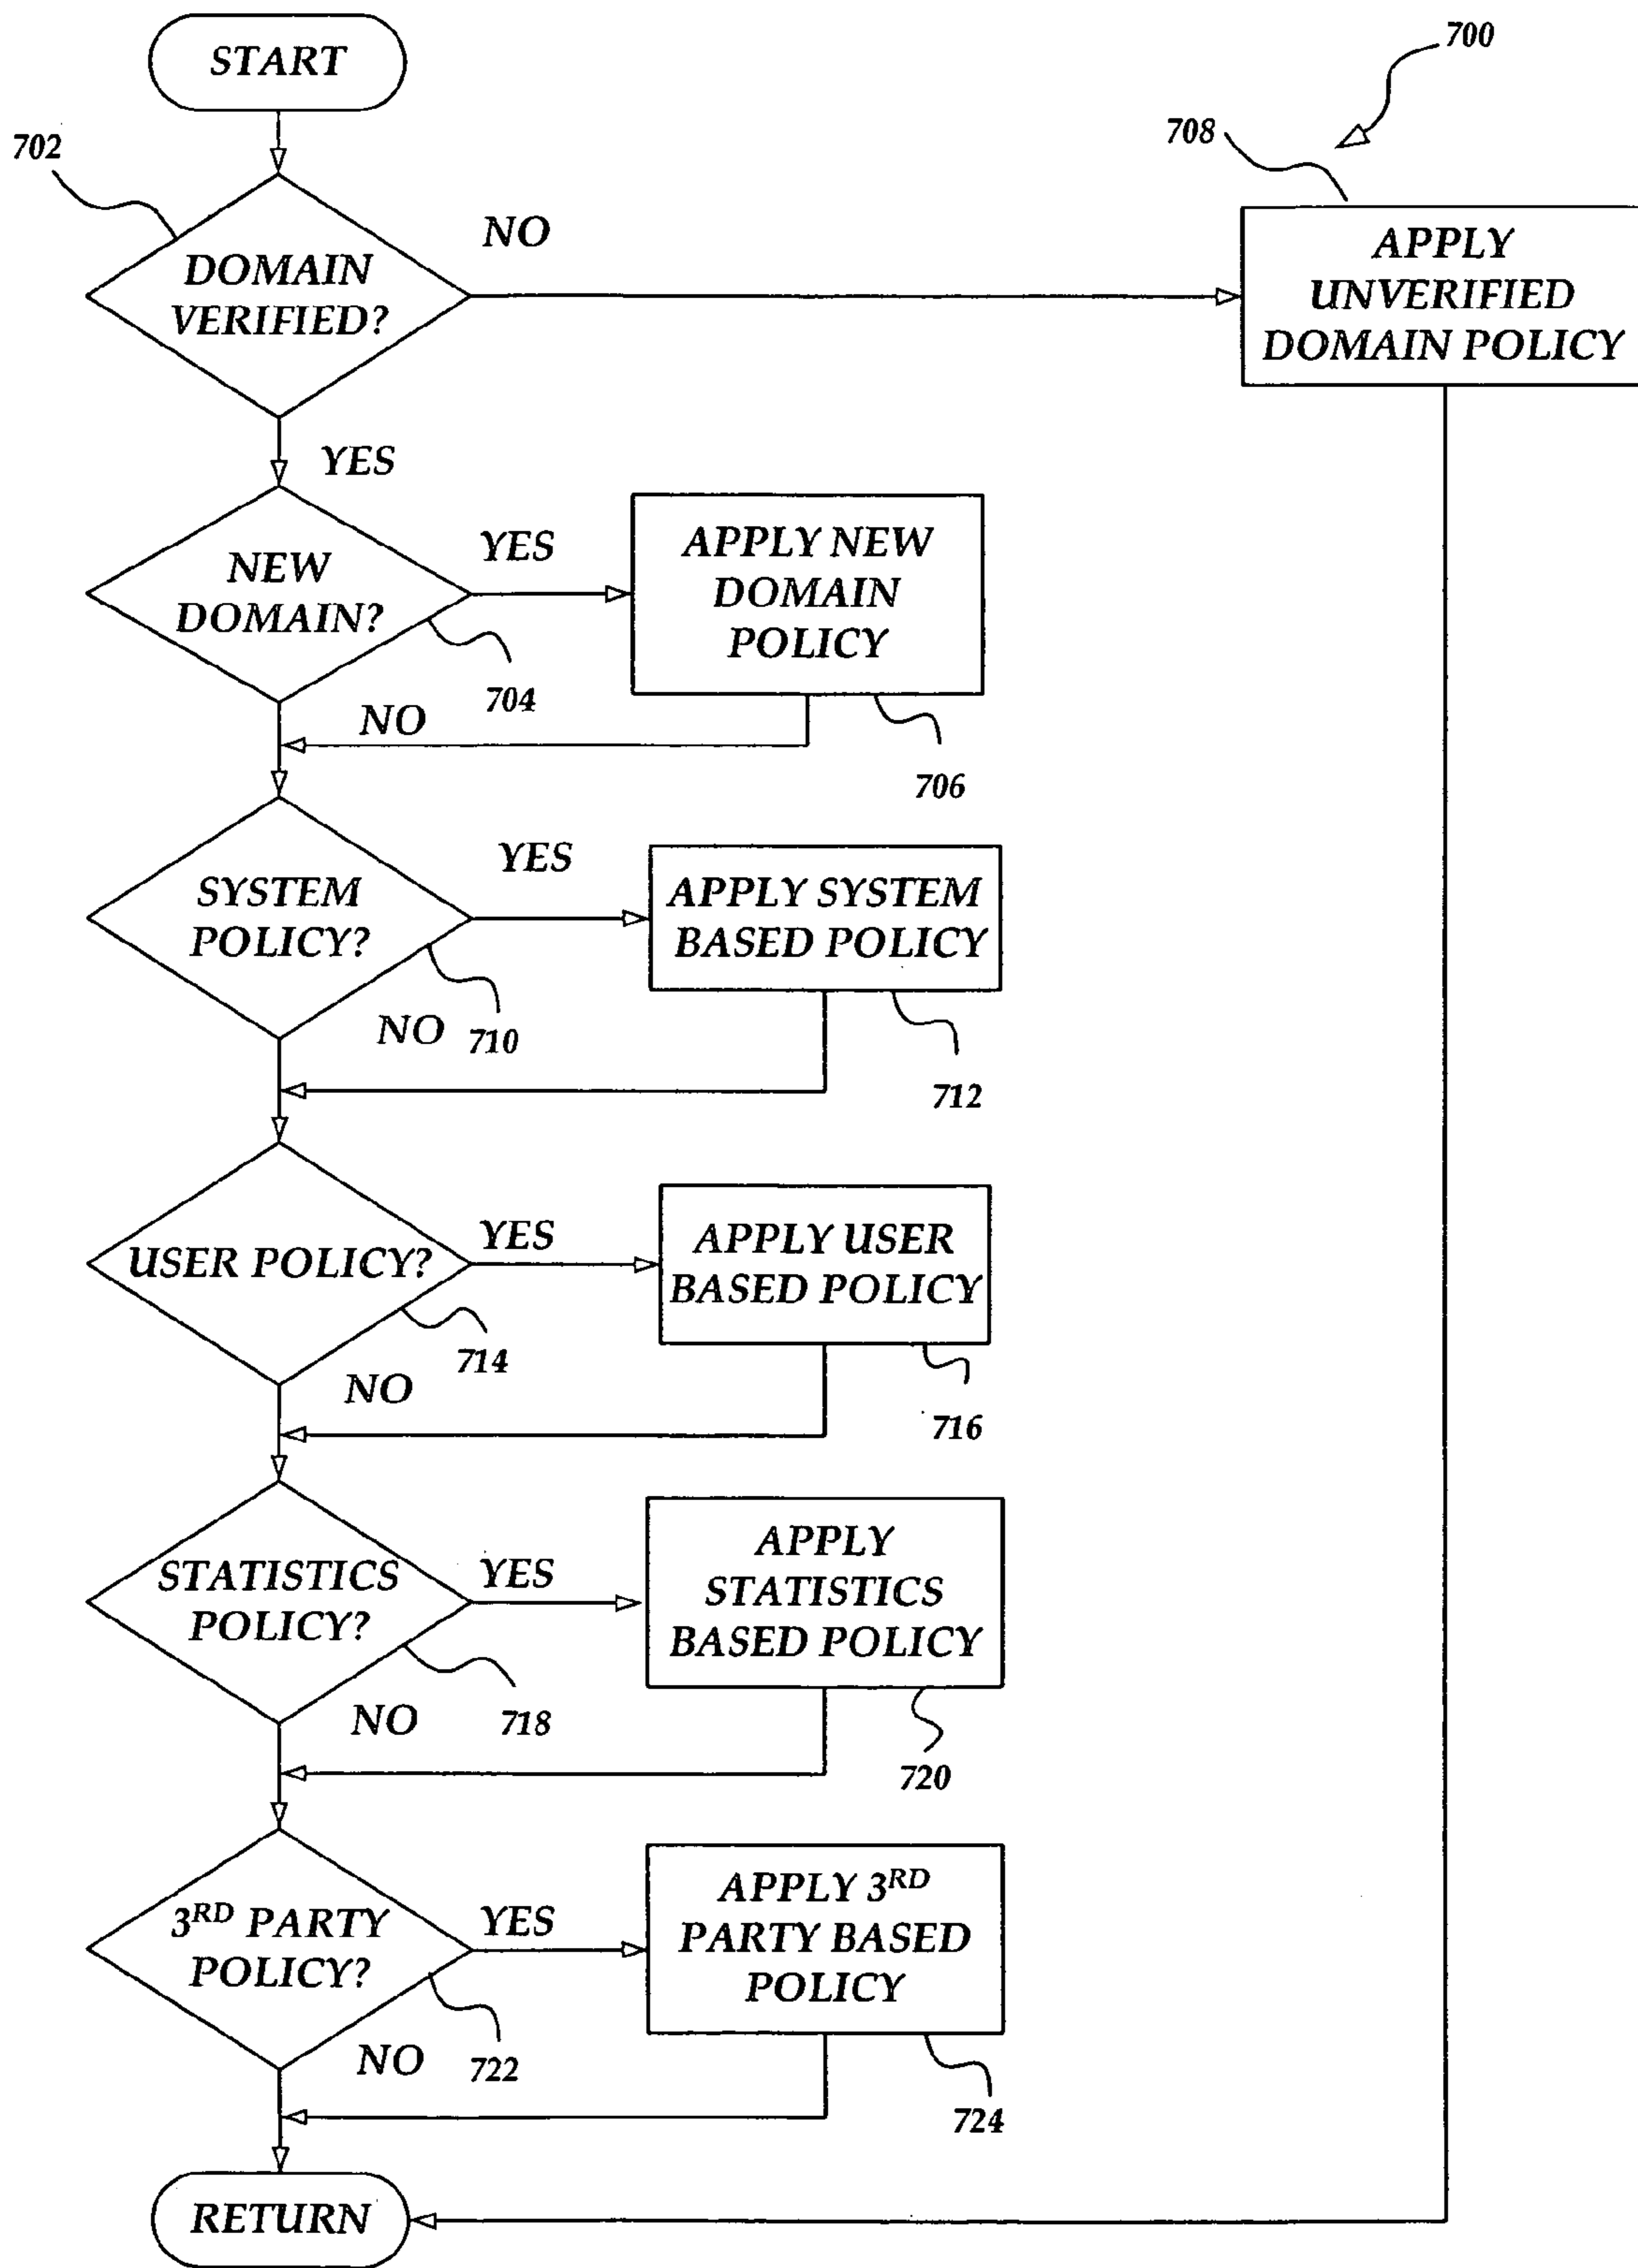 START
700
702
708
NO
DOMAIN
VERIFIED?
APPLY
UNVERIFIED
DOMAIN POLICY
YES
NEW
DOMAIN?
YES
APPLY NEW
DOMAIN
POLICY
704
NO
706
SYSTEM
POLICY?
YES
APPLY SYSTEM
BASED POLICY
NO
710
712
USER POLICY?
YES
APPLY USER
BASED POLICY
714
NO
716
STATISTICS
POLICY?
YES
APPLY
STATISTICS
BASED POLICY
NO
718
720
3RD PARTY
POLICY?
YES
APPLY 3RD
PARTY BASED
POLICY
NO
722
724
RETURN